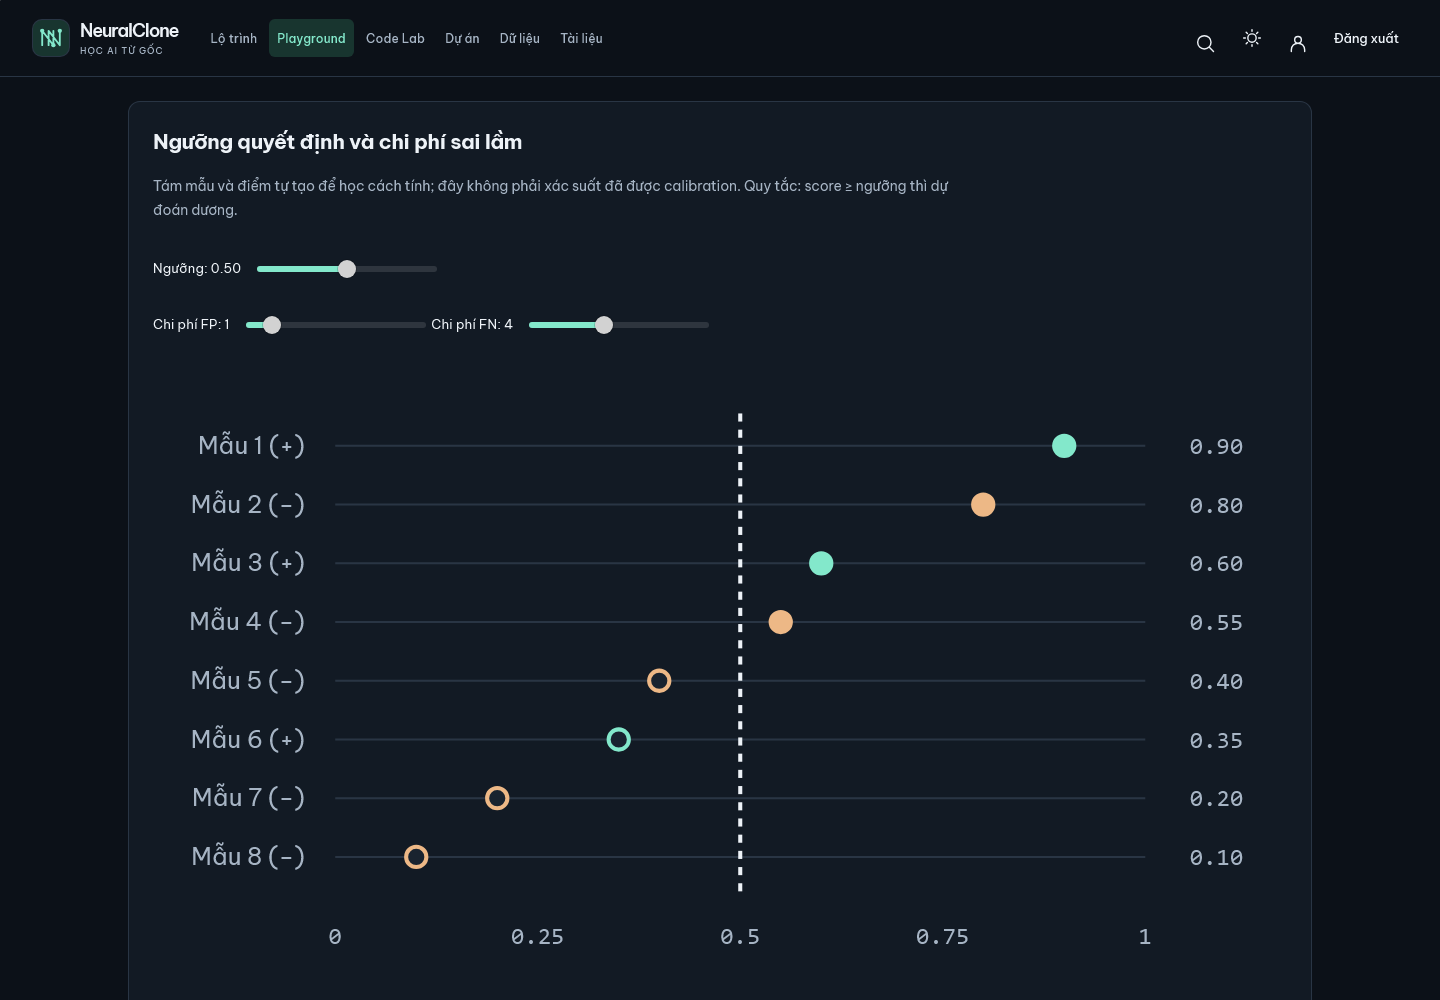 NeuralClone
HỌC AI TỪ GỐC
Lộ trình
Playground
Code Lab
Dự án
Dữ liệu
Tài liệu
Đăng xuất
Ngưỡng quyết định và chi phí sai lầm
Tám mẫu và điểm tự tạo để học cách tính; đây không phải xác suất đã được calibration. Quy tắc: score ≥ ngưỡng thì dự
đoán dương.
Ngưỡng: 0.50
Chi phí FP: 1
Chi phí FN: 4
Mẫu 1 (+) 0.90
Mẫu 2 (−) 0.80
Mẫu 3 (+) 0.60
Mẫu 4 (−) 0.55
Mẫu 5 (−) 0.40
Mẫu 6 (+) 0.35
Mẫu 7 (−) 0.20
Mẫu 8 (−) 0.10
0 0.25 0.5 0.75 1